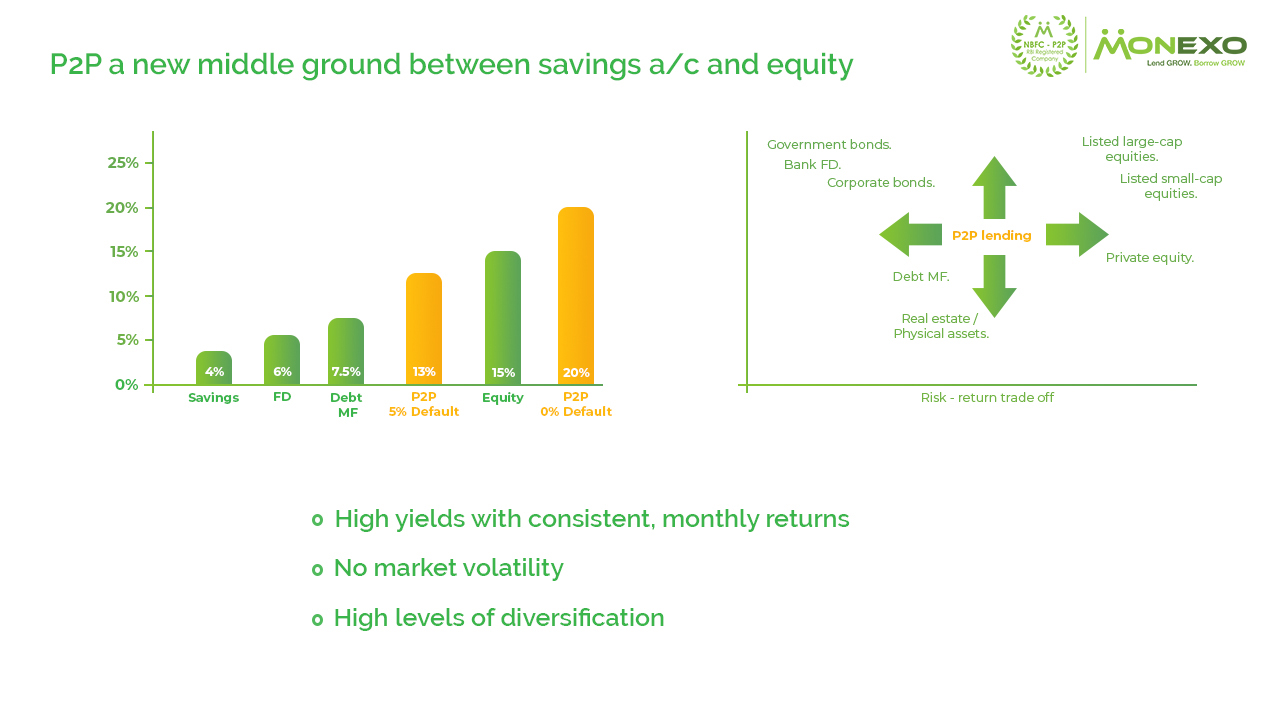 P2P a new middle ground between savings a/c and equity
NBFC - P2P
RBI Registered
Company
MONEXO
Lend GROW. Borrow GROW
25%
20%
15%
10%
5%
0%
4%
6%
7.5%
13%
15%
20%
Savings
FD
Debt
MF
P2P
5% Default
Equity
P2P
0% Default
Government bonds.
Bank FD.
Corporate bonds.
Listed large-cap
equities.
Listed small-cap
equities.
P2P lending
Private equity.
Debt MF.
Real estate /
Physical assets.
Risk - return trade off
o High yields with consistent, monthly returns
o No market volatility
o High levels of diversification